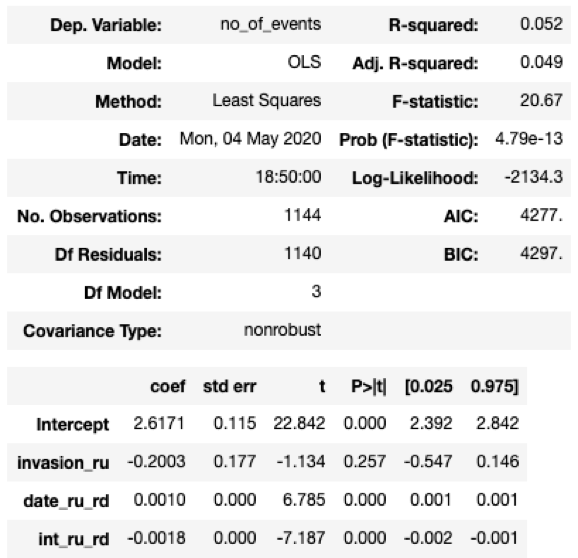 Dep. Variable: no_of_events R-squared: 0.052
Model: OLS Adj. R-squared: 0.049
Method: Least Squares F-statistic: 20.67
Date: Mon, 04 May 2020 Prob (F-statistic): 4.79e-13
Time: 18:50:00 Log-Likelihood: -2134.3
No. Observations: 1144 AIC: 4277.
Df Residuals: 1140 BIC: 4297.
Df Model: 3
Covariance Type: nonrobust
coef std err t P>|t| [0.025 0.975]
Intercept 2.6171 0.115 22.842 0.000 2.392 2.842
invasion_ru -0.2003 0.177 -1.134 0.257 -0.547 0.146
date_ru_rd 0.0010 0.000 6.785 0.000 0.001 0.001
int_ru_rd -0.0018 0.000 -7.187 0.000 -0.002 -0.001